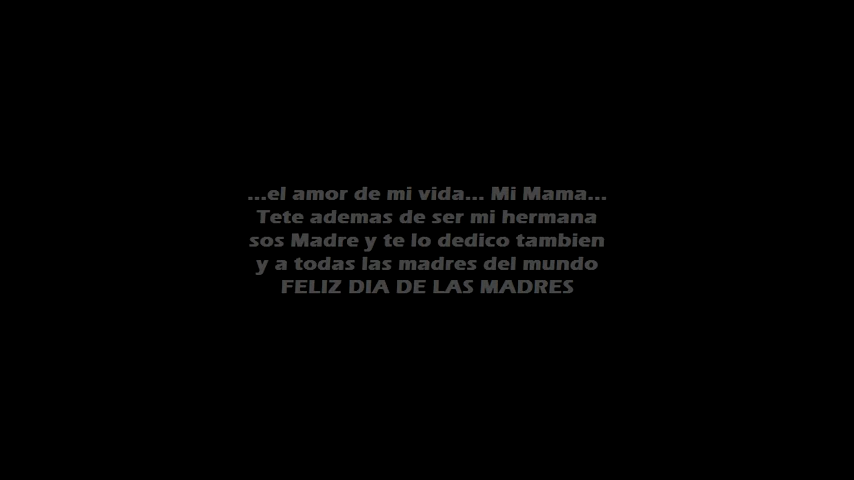 ...el amor de mi vida... Mi Mama...
Tete ademas de ser mi hermana
sos Madre y te lo dedico tambien
y a todas las madres del mundo
FELIZ DIA DE LAS MADRES